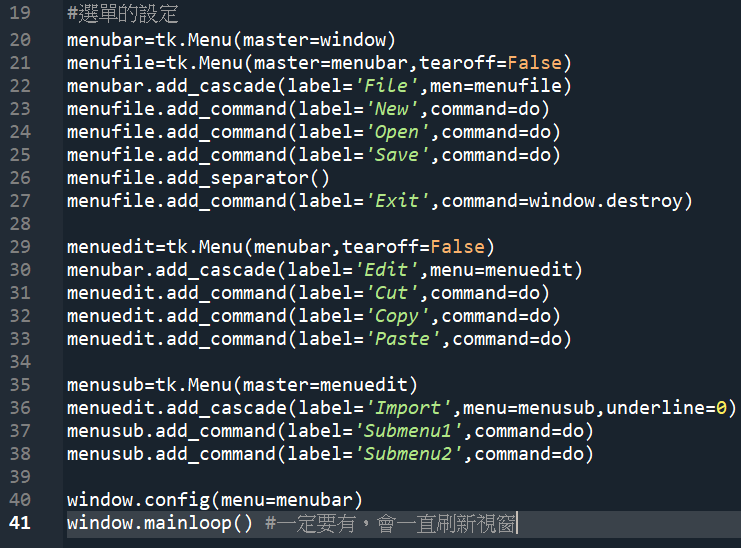 19 #選單的設定
20 menubar=tk.Menu(master=window)
21 menufile=tk.Menu(master=menubar,tearoff=False)
22 menubar.add_cascade(label='File',men=menufile)
23 menufile.add_command(label='New',command=do)
24 menufile.add_command(label='Open',command=do)
25 menufile.add_command(label='Save',command=do)
26 menufile.add_separator()
27 menufile.add_command(label='Exit',command=window.destroy)
28
29 menuedit=tk.Menu(menubar,tearoff=False)
30 menubar.add_cascade(label='Edit',menu=menuedit)
31 menuedit.add_command(label='Cut',command=do)
32 menuedit.add_command(label='Copy',command=do)
33 menuedit.add_command(label='Paste',command=do)
34
35 menusub=tk.Menu(master=menuedit)
36 menuedit.add_cascade(label='Import',menu=menusub,underline=0)
37 menusub.add_command(label='Submenu1',command=do)
38 menusub.add_command(label='Submenu2',command=do)
39
40 window.config(menu=menubar)
41 window.mainloop() #一定要有，會一直刷新視窗